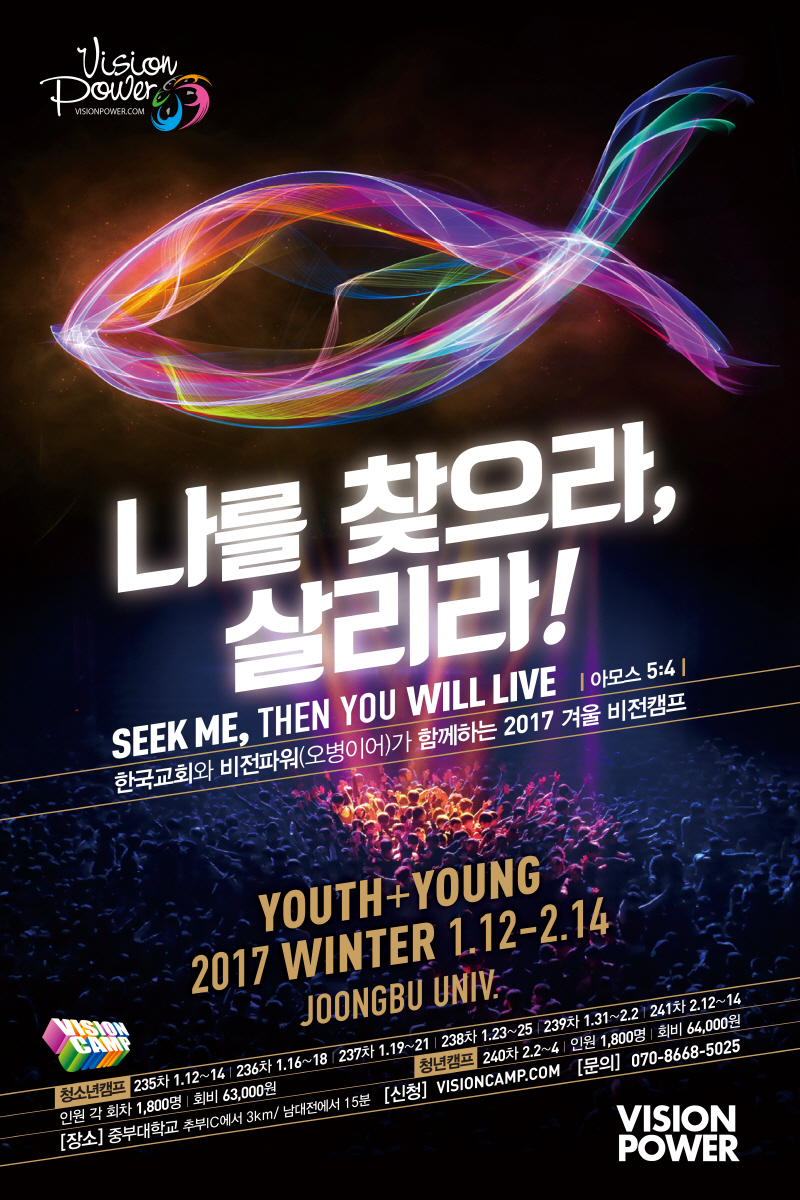 Vision
Power
VISIONPOWER.COM
나를 찾으라,
살리라!
SEEK ME, THEN YOU WILL LIVE | 아모스 5:4 |
한국교회와 비전파워(오병이어)가 함께하는 2017 겨울 비전캠프
YOUTH+YOUNG
2017 WINTER 1.12-2.14
JOONGBU UNIV.
VISION
CAMP
청소년캠프 235차 1.12~14 | 236차 1.16~18 | 237차 1.19~21 | 238차 1.23~25 | 239차 1.31~2.2 | 241차 2.12~14
인원 각 회차 1,800명 | 회비 63,000원
청년캠프 240차 2.2~4 | 인원 1,800명 | 회비 64,000원
[장소] 중부대학교 추부IC에서 3km/ 남대전에서 15분 [신청] VISIONCAMP.COM [문의] 070-8668-5025
VISION
POWER